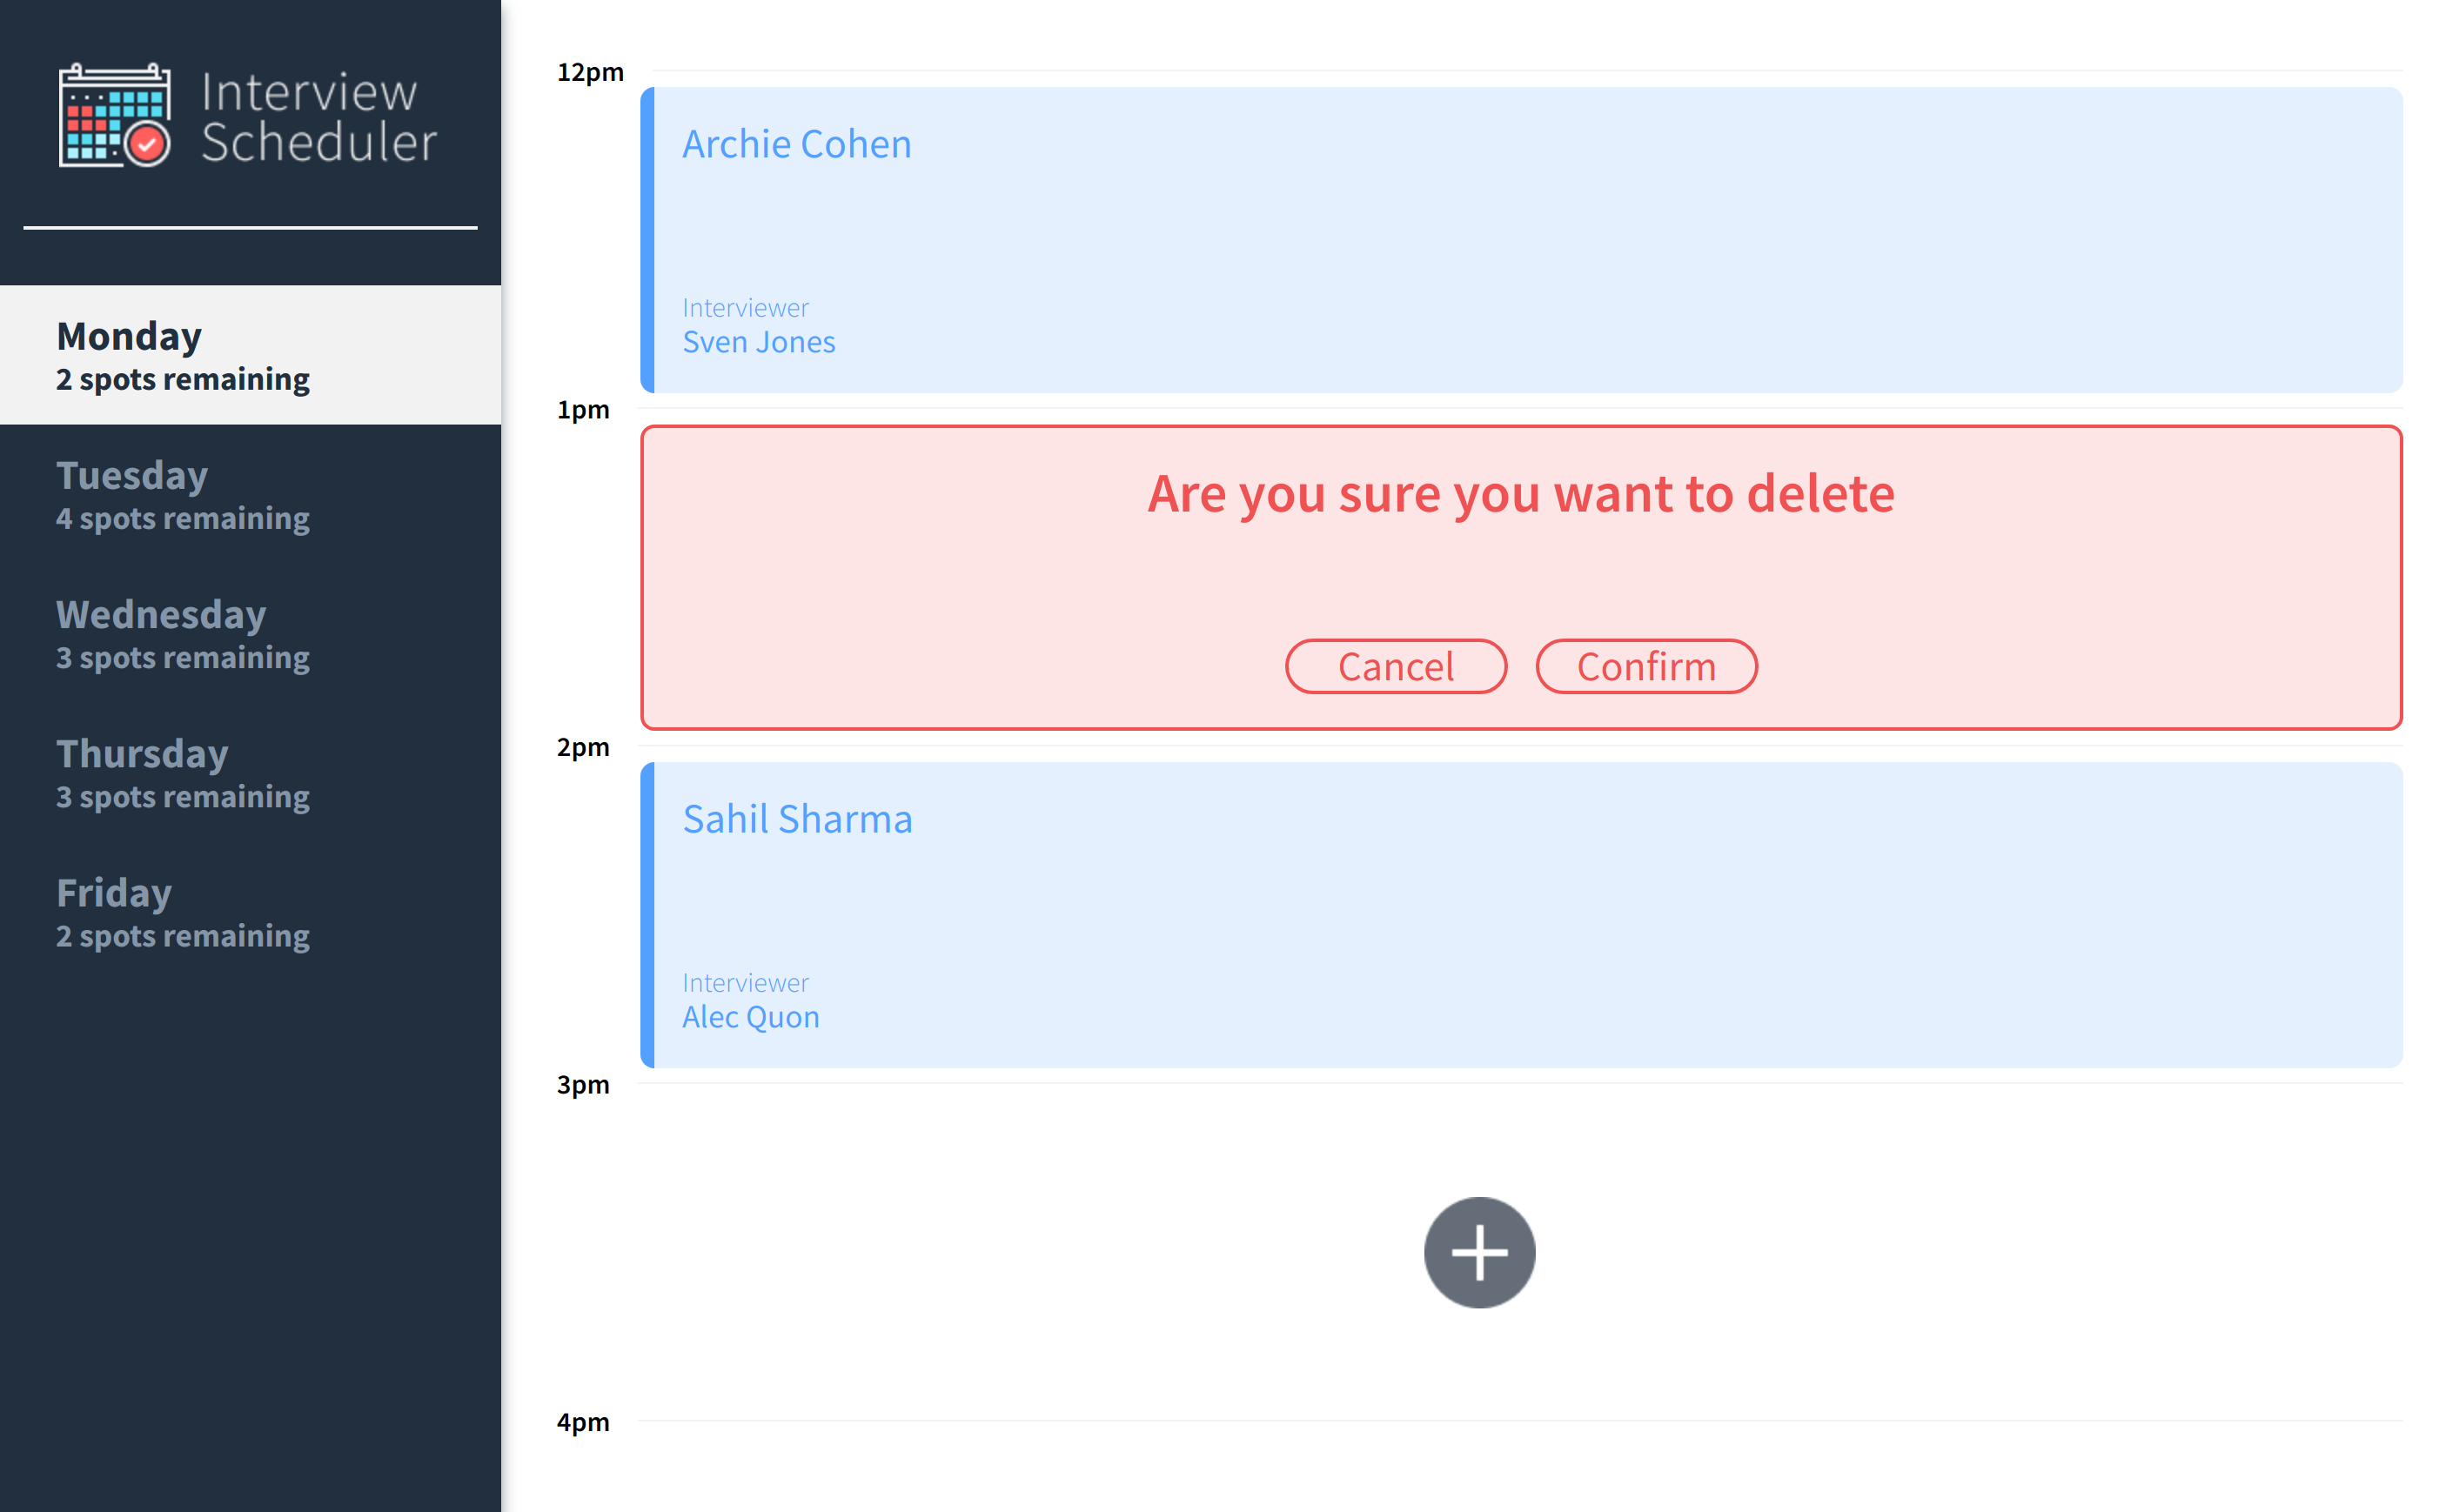 Interview
Scheduler
Monday
2 spots remaining
Tuesday
4 spots remaining
Wednesday
3 spots remaining
Thursday
3 spots remaining
Friday
2 spots remaining
12pm
Archie Cohen
Interviewer
Sven Jones
1pm
Are you sure you want to delete
Cancel
Confirm
2pm
Sahil Sharma
Interviewer
Alec Quon
3pm
4pm